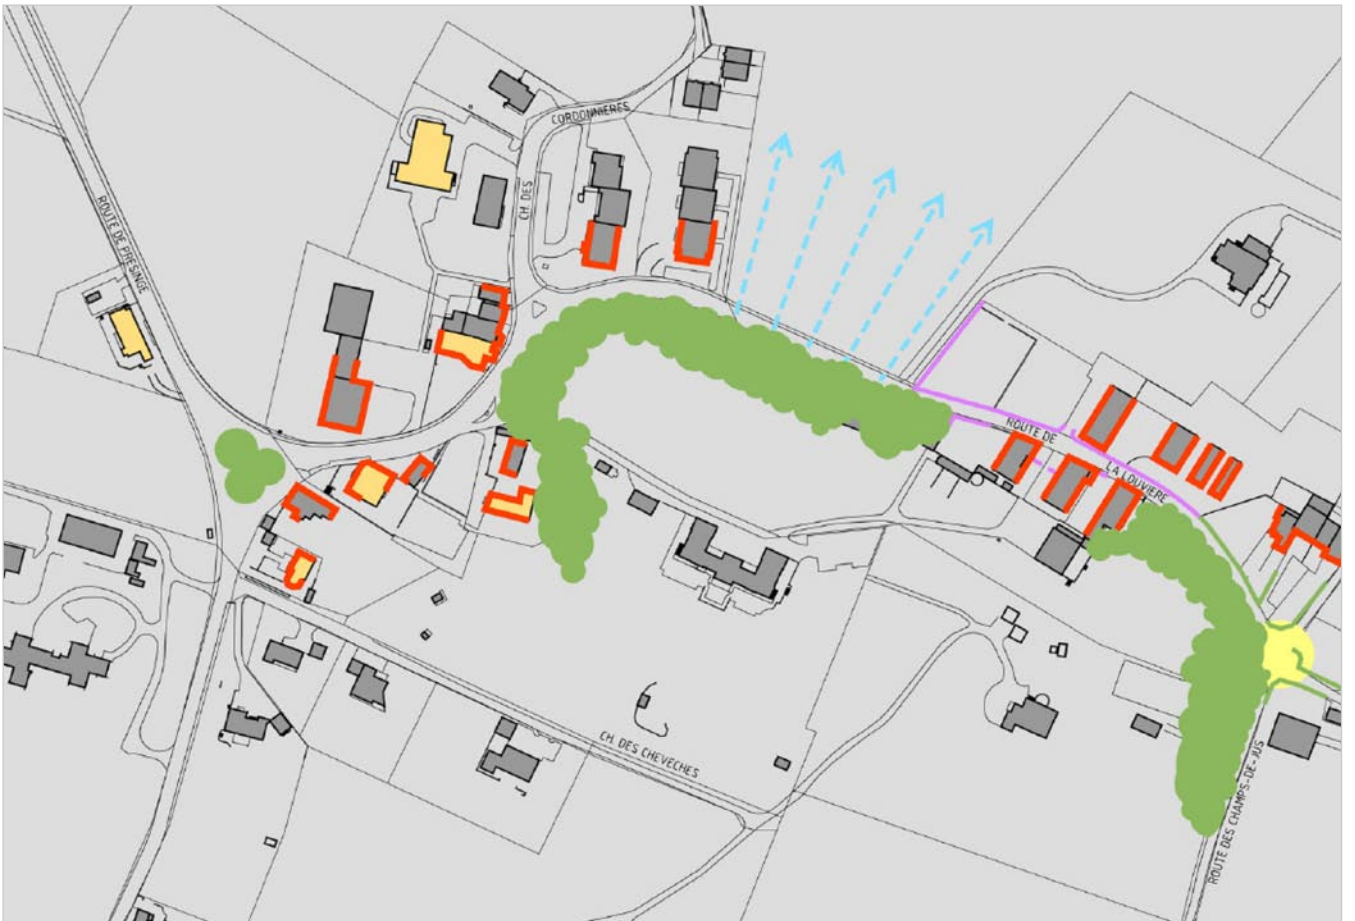 CORDONNIERES
CH. DES
ROUTE DE PRESINGE
ROUTE DE
LA LOUVIERE
CH. DES CHEVECHES
ROUTE DES CHAMPS-DE-JUS